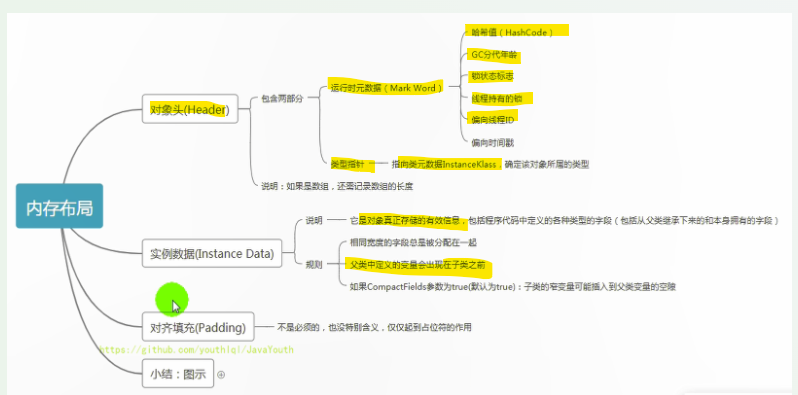 内存布局
对象头(Header)
包含两部分
运行时元数据（Mark Word）
哈希值（HashCode）
GC分代年龄
锁状态标志
线程持有的锁
偏向线程ID
偏向时间戳
类型指针
指向类元数据InstanceKlass，确定该对象所属的类型
说明：如果是数组，还需记录数组的长度
实例数据(Instance Data)
说明
它是对象真正存储的有效信息，包括程序代码中定义的各种类型的字段（包括从父类继承下来的和本身拥有的字段）
规则
相同宽度的字段总是被分配在一起
父类中定义的变量会出现在子类之前
如果CompactFields参数为true(默认为true)：子类的窄变量可能插入到父类变量的空隙
对齐填充(Padding)
不是必须的，也没特别含义，仅仅起到占位符的作用
https://github.com/youthlql/JavaYouth
小结：图示